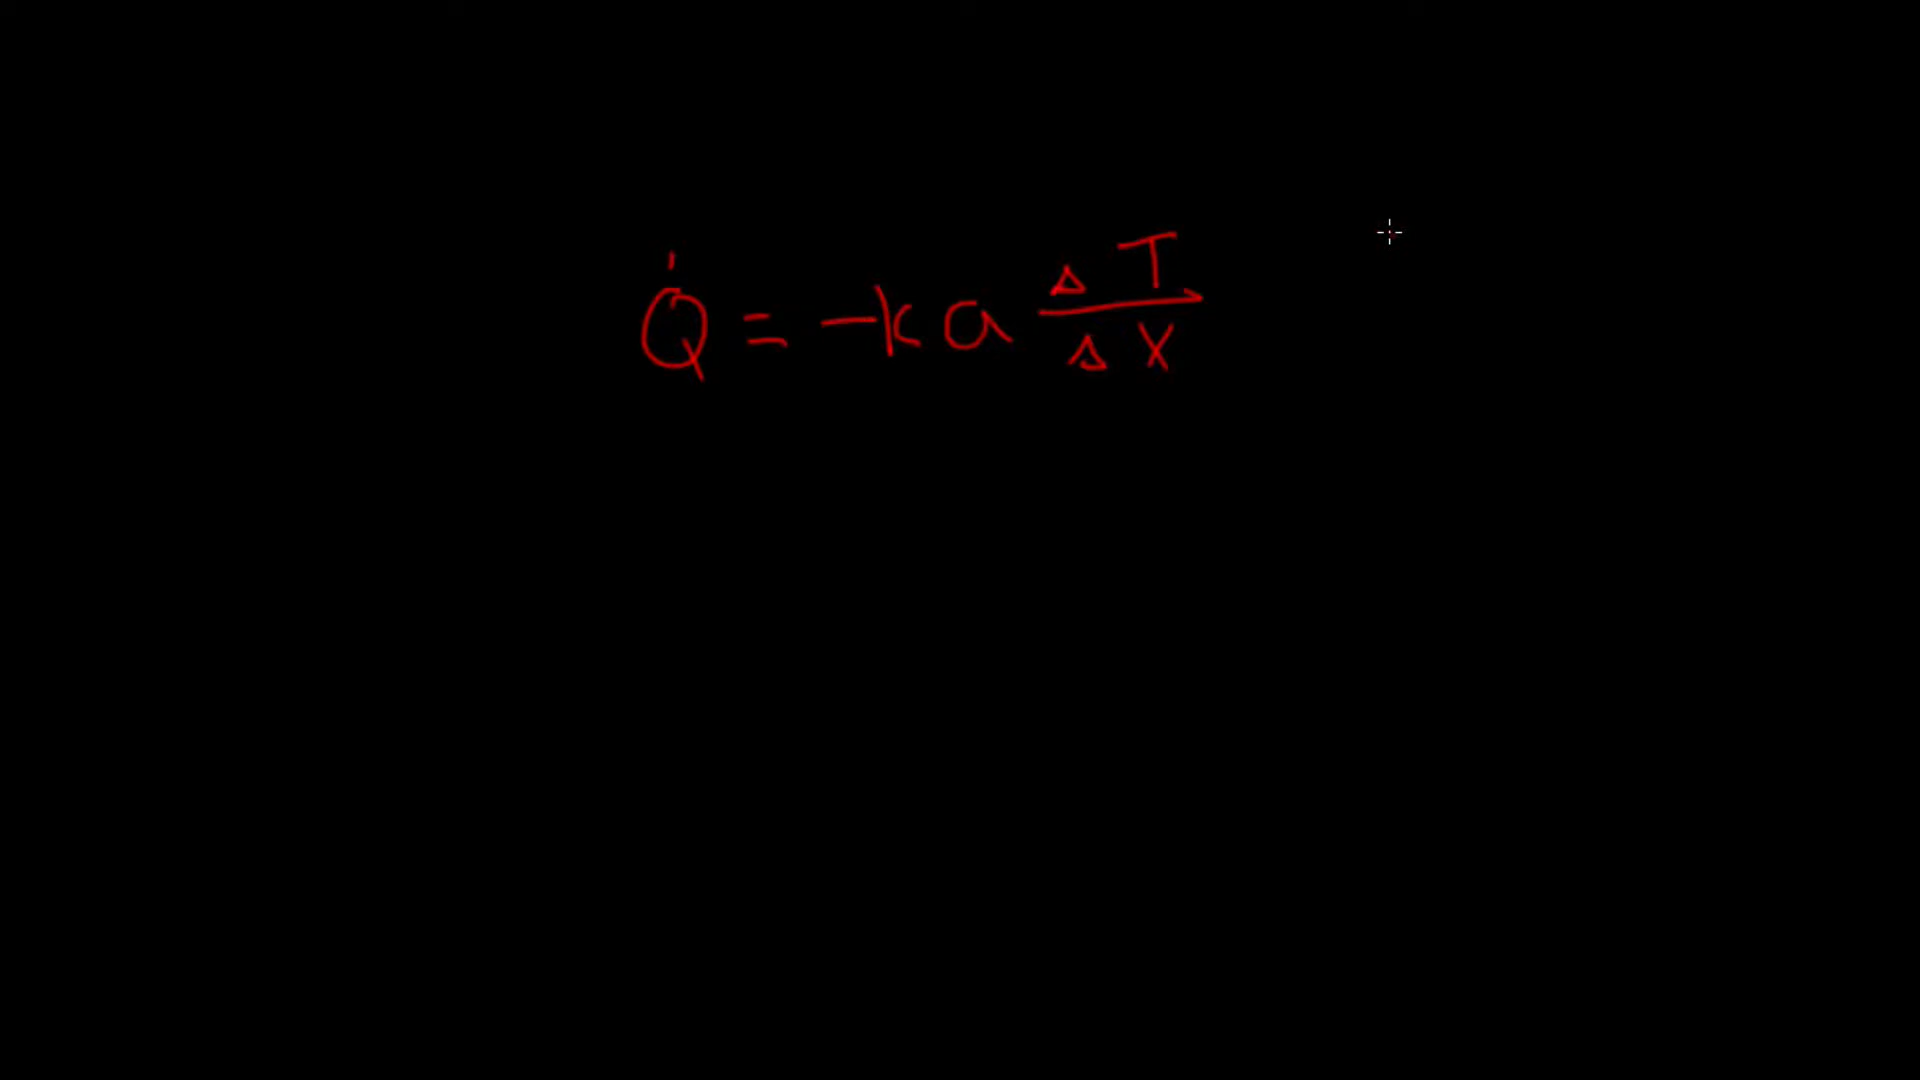 Q̇ = -ka ΔT/ΔX